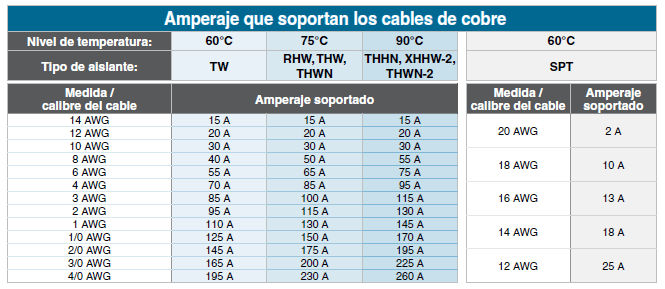 Amperaje que soportan los cables de cobre
Nivel de temperatura: 60°C 75°C 90°C 60°C
Tipo de aislante: TW RHW, THW, THWN THHN, XHHW-2, THWN-2 SPT
Medida / calibre del cable Amperaje soportado Medida / calibre del cable Amperaje soportado
14 AWG 15 A 15 A 15 A
12 AWG 20 A 20 A 20 A
10 AWG 30 A 30 A 30 A
8 AWG 40 A 50 A 55 A
6 AWG 55 A 65 A 75 A
4 AWG 70 A 85 A 95 A
3 AWG 85 A 100 A 115 A
2 AWG 95 A 115 A 130 A
1 AWG 110 A 130 A 145 A
1/0 AWG 125 A 150 A 170 A
2/0 AWG 145 A 175 A 195 A
3/0 AWG 165 A 200 A 225 A
4/0 AWG 195 A 230 A 260 A
20 AWG 2 A
18 AWG 10 A
16 AWG 13 A
14 AWG 18 A
12 AWG 25 A